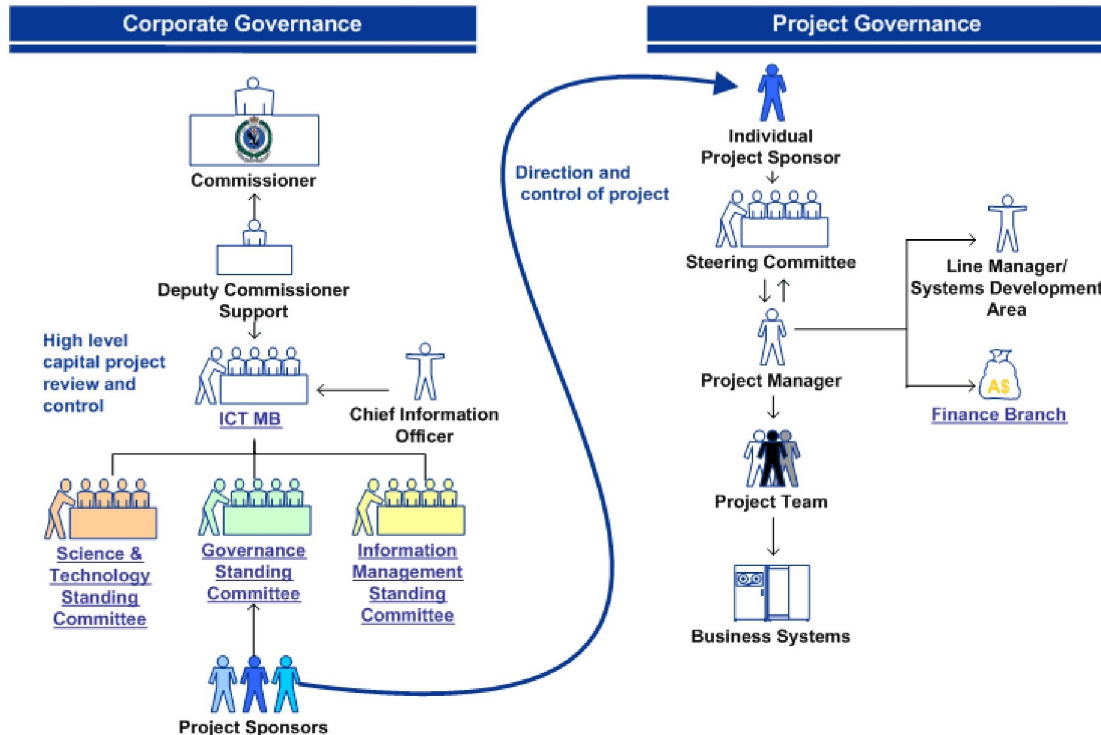 Corporate Governance
Commissioner
Deputy Commissioner
Support
High level
capital project
review and
control
ICT MB
Chief Information
Officer
Science &
Technology
Standing
Committee
Governance
Standing
Committee
Information
Management
Standing
Committee
Project Sponsors
Direction and
control of project
Project Governance
Individual
Project Sponsor
Steering Committee
Line Manager/
Systems Development
Area
Project Manager
A$
Finance Branch
Project Team
Business Systems